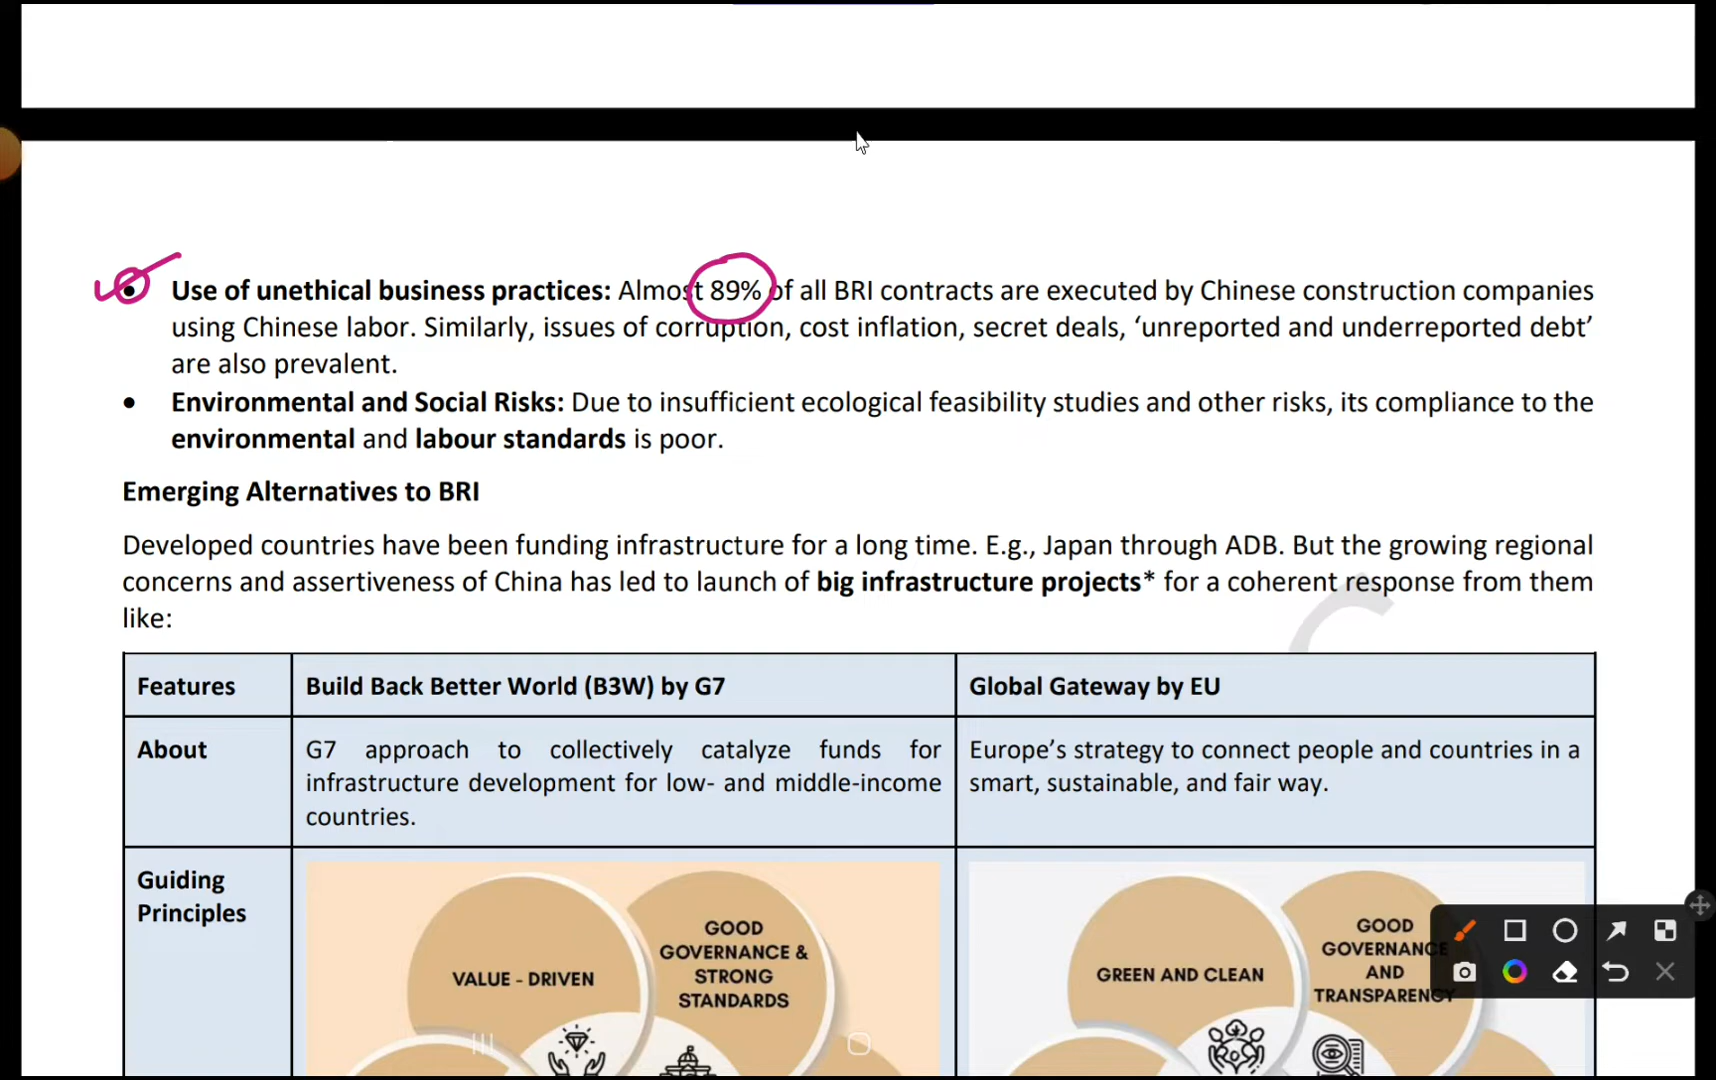 ● Use of unethical business practices: Almost 89% of all BRI contracts are executed by Chinese construction companies
using Chinese labor. Similarly, issues of corruption, cost inflation, secret deals, ‘unreported and underreported debt’
are also prevalent.
● Environmental and Social Risks: Due to insufficient ecological feasibility studies and other risks, its compliance to the
environmental and labour standards is poor.
Emerging Alternatives to BRI
Developed countries have been funding infrastructure for a long time. E.g., Japan through ADB. But the growing regional
concerns and assertiveness of China has led to launch of big infrastructure projects* for a coherent response from them
like:
Features
Build Back Better World (B3W) by G7
Global Gateway by EU
About
G7 approach to collectively catalyze funds for
infrastructure development for low- and middle-income
countries.
Europe’s strategy to connect people and countries in a
smart, sustainable, and fair way.
Guiding
Principles
VALUE - DRIVEN
GOOD
GOVERNANCE &
STRONG
STANDARDS
GREEN AND CLEAN
GOOD
GOVERNANCE
AND
TRANSPARENCY